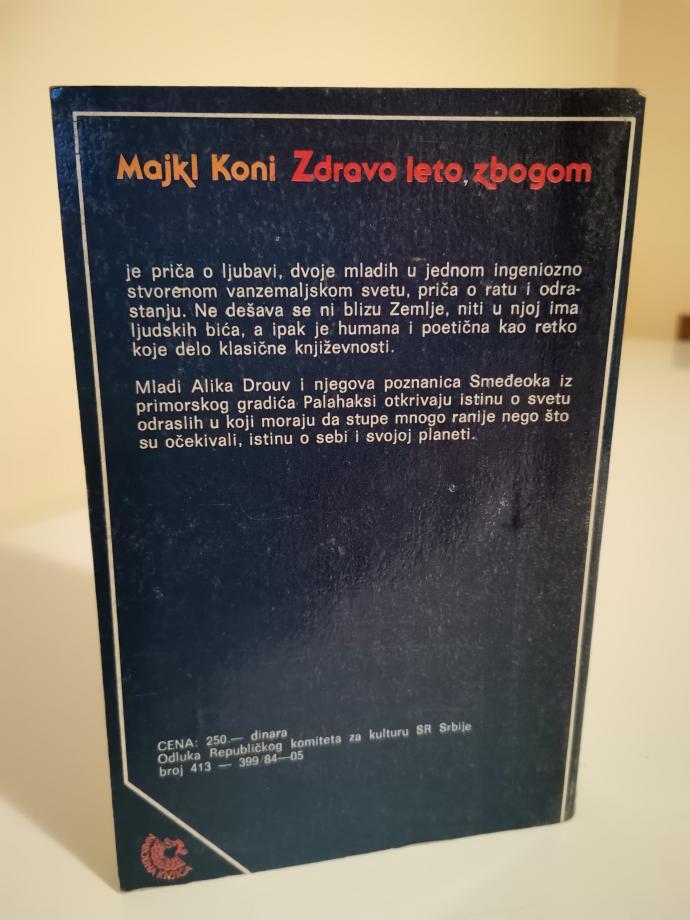 Majkl Koni Zdravo leto, zbogom
je priča o ljubavi, dvoje mladih u jednom ingeniozno
stvorenom vanzemaljskom svetu, priča o ratu i odra-
stanju. Ne dešava se ni blizu Zemlje, niti u njoj ima
ljudskih bića, a ipak je humana i poetična kao retko
koje delo klasične književnosti.
Mladi Alika Drouv i njegova poznanica Smeđeoka iz
primorskog gradića Palahaksi otkrivaju istinu o svetu
odraslih u koji moraju da stupe mnogo ranije nego što
su očekivali, istinu o sebi i svojoj planeti.
CENA: 250.— dinara
Odluka Republičkog komiteta za kulturu SR Srbije
broj 413 — 399/84—05
NARODNA KNJIGA